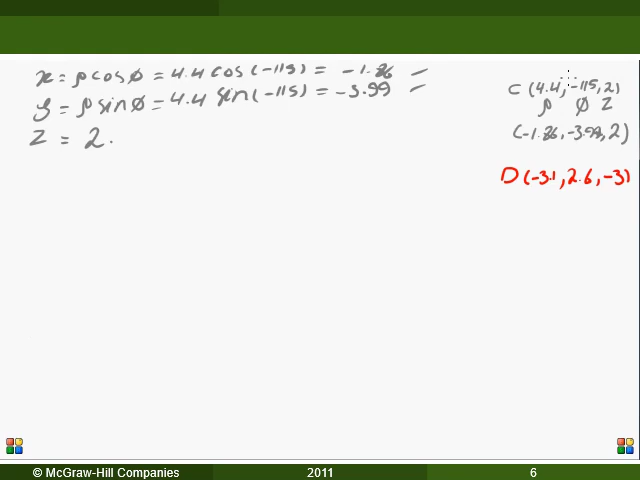 x = ρ cos ϕ = 4.4 cos(-115) = -1.86
y = ρ sin ϕ = 4.4 sin(-115) = -3.99
z = 2.
C (4.4, -115, 2)
ρ ϕ z
(-1.86, -3.99, 2)
D (-3.1, 2.6, -3)
© McGraw-Hill Companies 2011 6